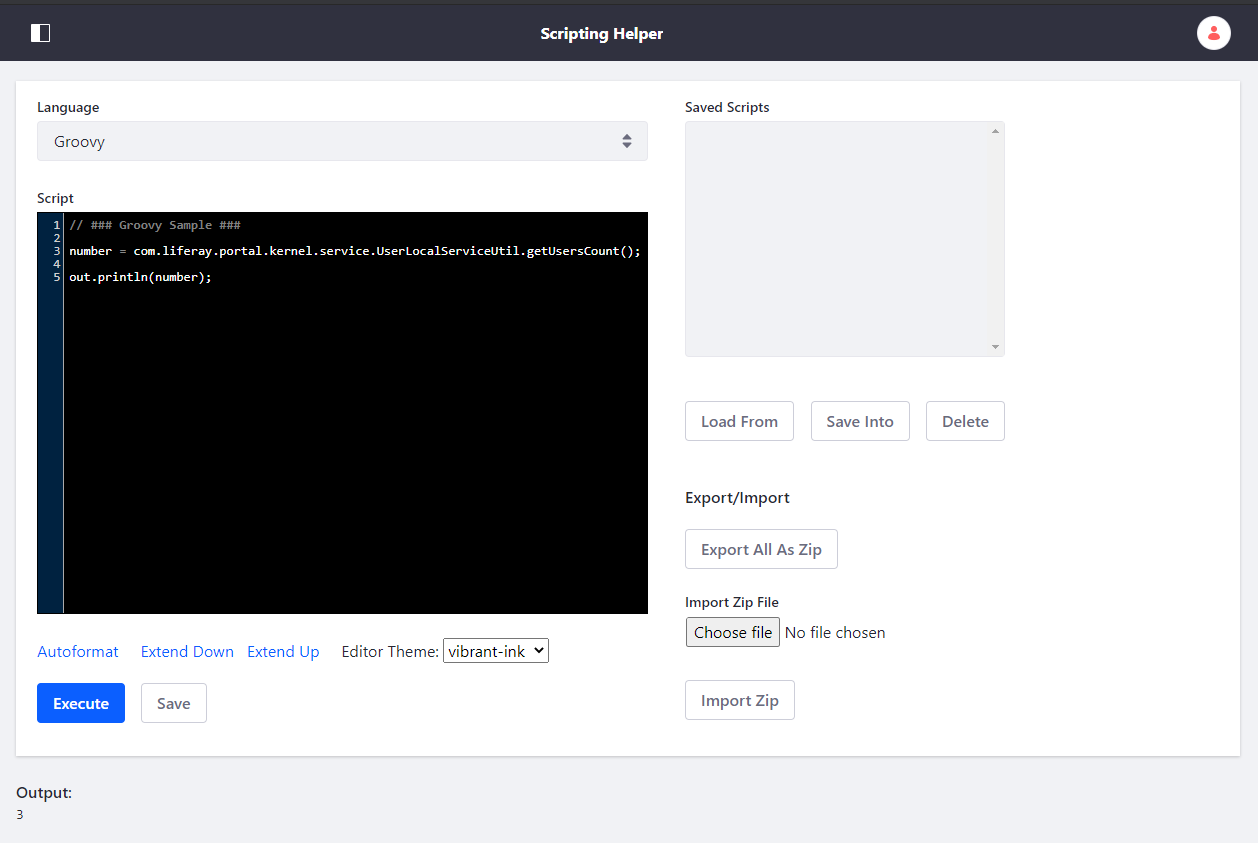 Scripting Helper
Language
Groovy
Script
1 // ### Groovy Sample ###
2
3 number = com.liferay.portal.kernel.service.UserLocalServiceUtil.getUsersCount();
4
5 out.println(number);
Autoformat Extend Down Extend Up Editor Theme: vibrant-ink
Execute Save
Saved Scripts
Load From Save Into Delete
Export/Import
Export All As Zip
Import Zip File
Choose file No file chosen
Import Zip
Output:
3